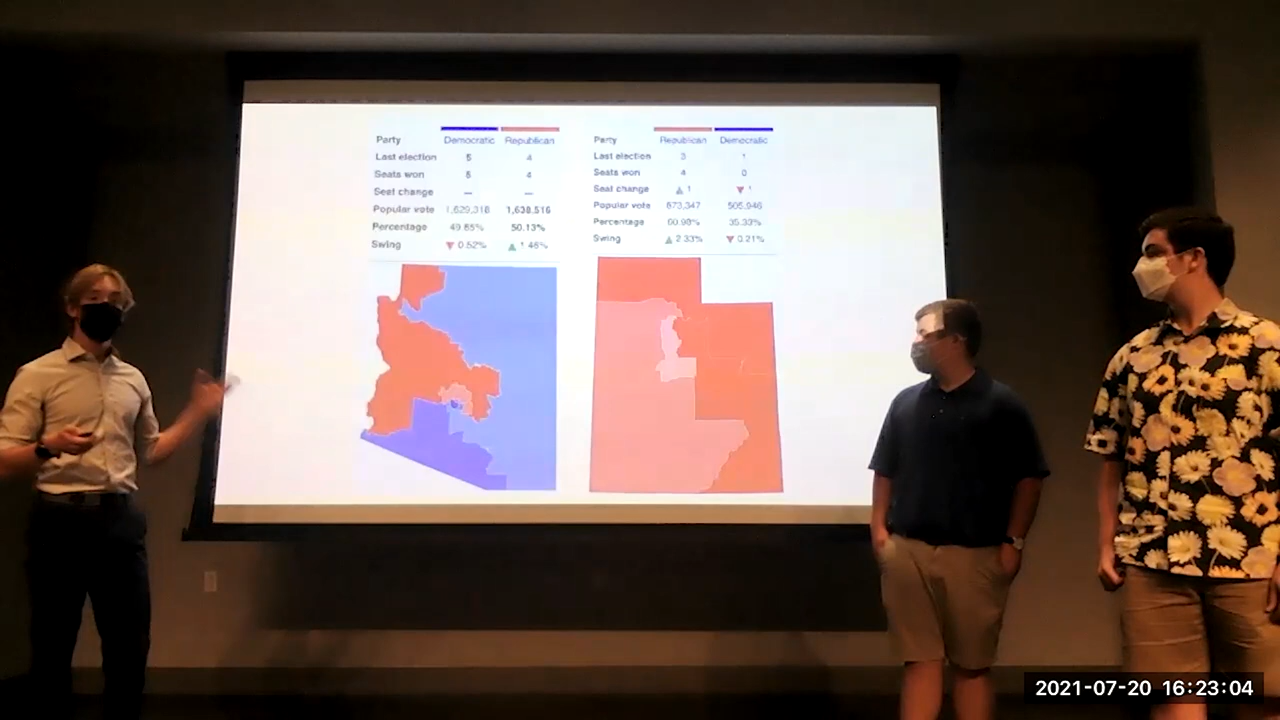 Party Democratic Republican
Last election 5 4
Seats won 5 4
Seat change — —
Popular vote 1,629,318 1,638,516
Percentage 49.85% 50.13%
Swing ▼ 0.52% ▲ 1.46%
Party Republican Democratic
Last election 3 1
Seats won 4 0
Seat change ▲ 1 ▼ 1
Popular vote 873,347 505,946
Percentage 60.98% 35.33%
Swing ▲ 2.33% ▼ 0.21%
2021-07-20 16:23:04